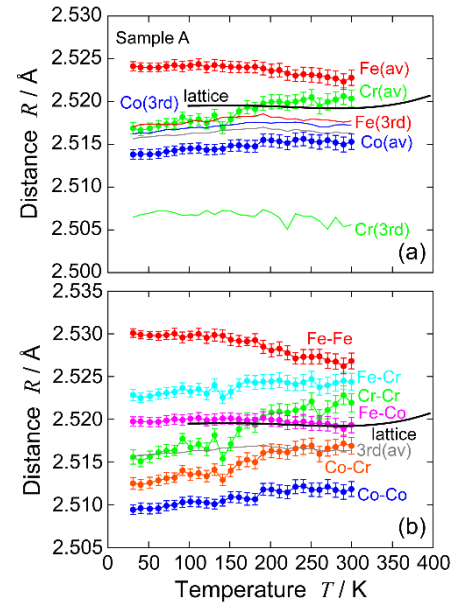 Sample A
Fe(av)
lattice
Cr(av)
Co(3rd)
Fe(3rd)
Co(av)
Cr(3rd)
(a)
2.530
2.525
2.520
2.515
2.510
2.505
2.500
Distance R / Å
Fe-Fe
Fe-Cr
Cr-Cr
Fe-Co
lattice
3rd(av)
Co-Cr
Co-Co
(b)
2.535
2.530
2.525
2.520
2.515
2.510
2.505
Distance R / Å
0 50 100 150 200 250 300 350 400
Temperature T / K